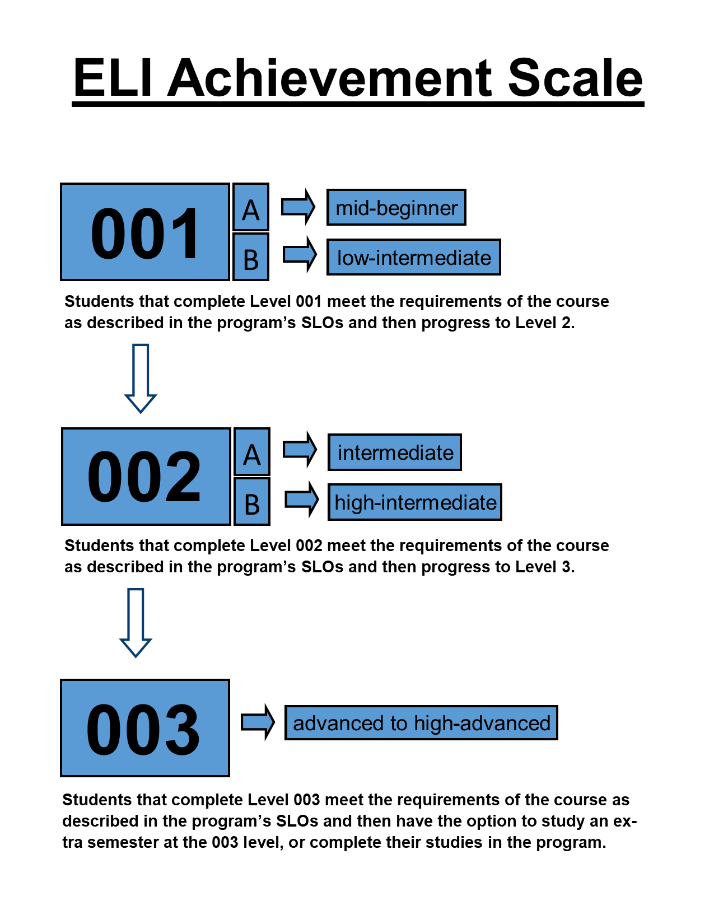 ELI Achievement Scale
001
A
mid-beginner
B
low-intermediate
Students that complete Level 001 meet the requirements of the course
as described in the program’s SLOs and then progress to Level 2.
002
A
intermediate
B
high-intermediate
Students that complete Level 002 meet the requirements of the course
as described in the program’s SLOs and then progress to Level 3.
003
advanced to high-advanced
Students that complete Level 003 meet the requirements of the course as
described in the program’s SLOs and then have the option to study an ex-
tra semester at the 003 level, or complete their studies in the program.